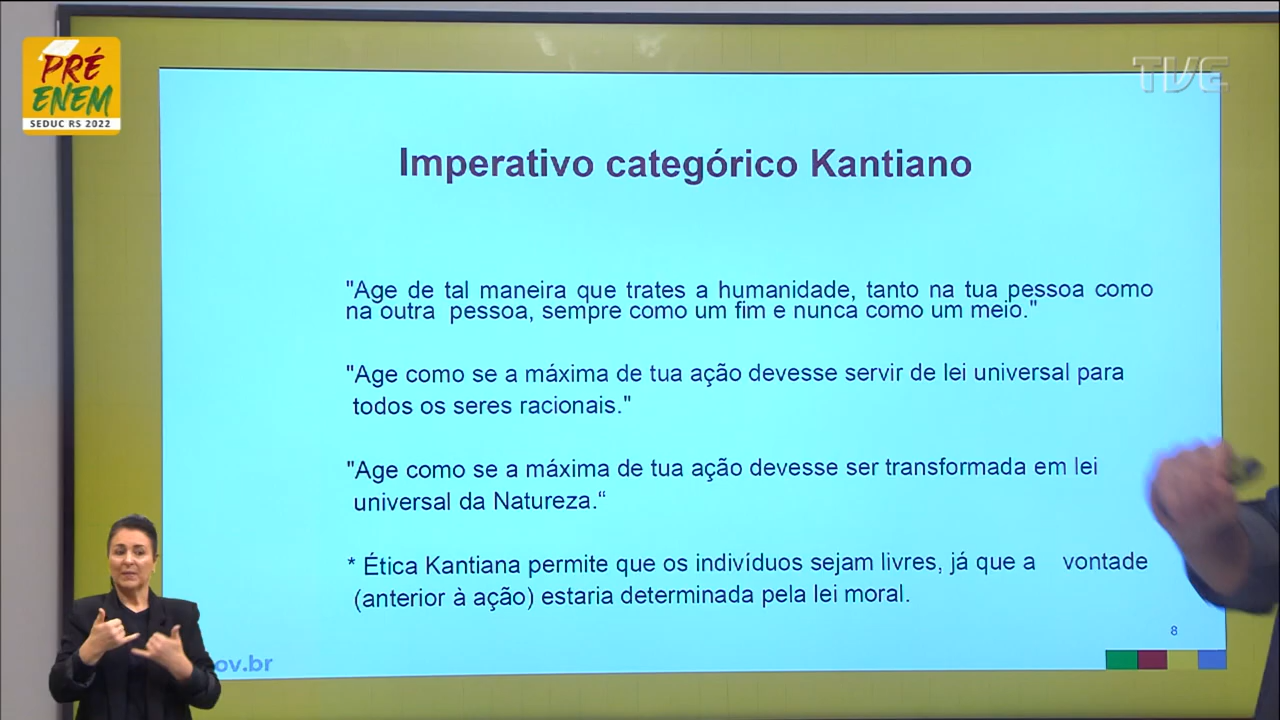 PRÉ
ENEM
SEDUC RS 2022
TVE
Imperativo categórico Kantiano
"Age de tal maneira que trates a humanidade, tanto na tua pessoa como
na outra pessoa, sempre como um fim e nunca como um meio."
"Age como se a máxima de tua ação devesse servir de lei universal para
todos os seres racionais."
"Age como se a máxima de tua ação devesse ser transformada em lei
universal da Natureza.“
* Ética Kantiana permite que os indivíduos sejam livres, já que a vontade
(anterior à ação) estaria determinada pela lei moral.
8
ov.br